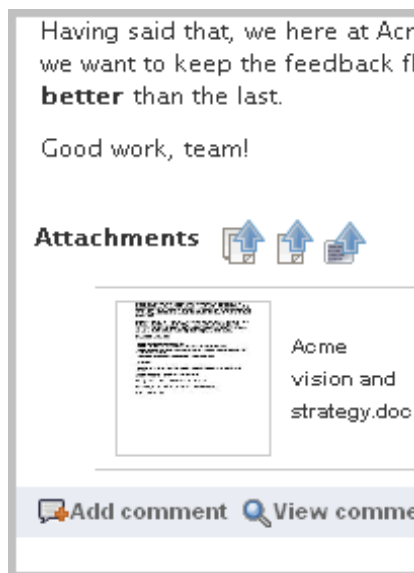 Having said that, we here at Acm
we want to keep the feedback fl
better than the last.
Good work, team!
Attachments
Acme
vision and
strategy.doc
Add comment View comme